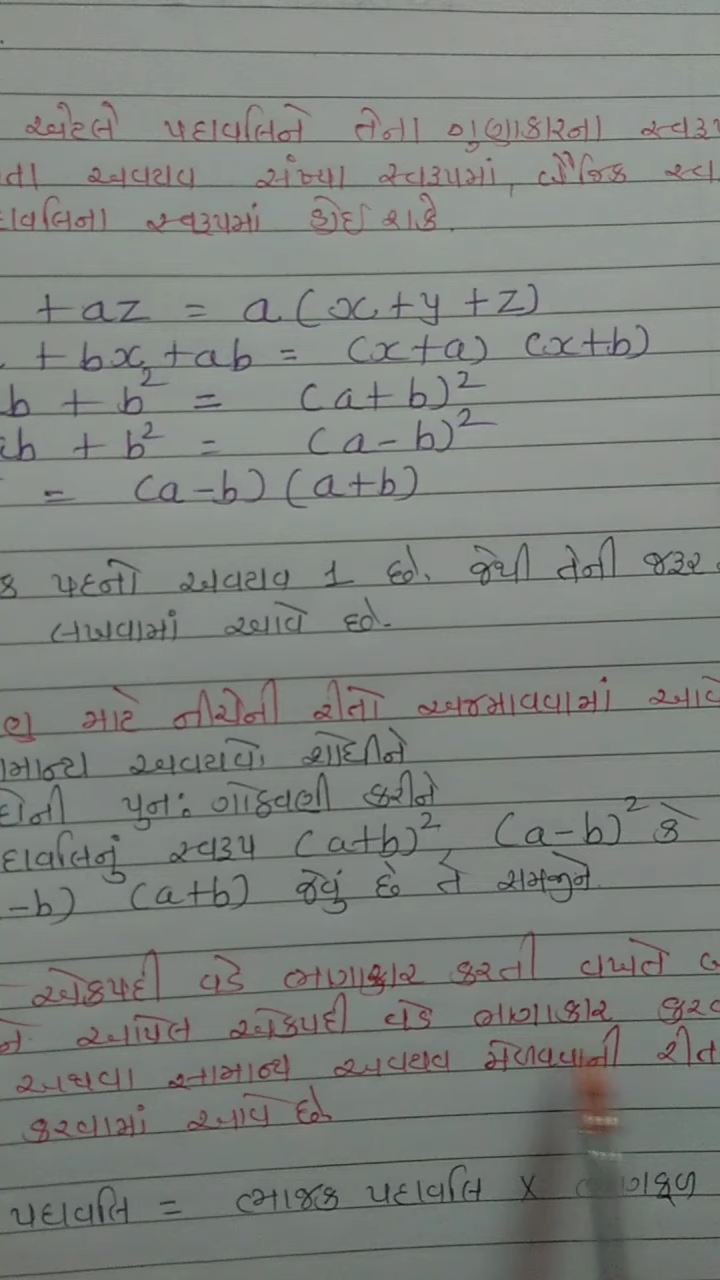 એટલે પદાવલિને તેના ગુણાકારના સ્વરૂપ
ના અવયવ સંખ્યા સ્વરૂપમાં, બૈજિક સ્વ
દાવલિના સ્વરૂપમાં હોઈ શકે.
+ az = a (x + y + z)
+ bx + ab = (x+a) (x+b)
b + b² = (a+b)²
ab + b² = (a-b)²
= (a-b) (a+b)
ક પદનો અવયવ 1 છે. જેથી તેની જરૂર
લખવામાં આવે છે.
ણ માટે નીચેની રીતો અજમાવવામાં આવે
ામાન્ય અવયવો શોધીને
દોની પુનઃ ગોઠવણી કરીને
દાવલિનું સ્વરૂપ (a+b)², (a-b)² કે
-b) (a+b) જેવું છે તે સમજીને
એકપદી વડે ભાગાકાર કરતી વખતે
ને આપેલ એકપદી વડે ભાગાકાર કરવ
અથવા સામાન્ય અવયવ મેળવવાની રીત
કરવામાં આવે છે.
પદાવલિ = ભાજક પદાવલિ ×